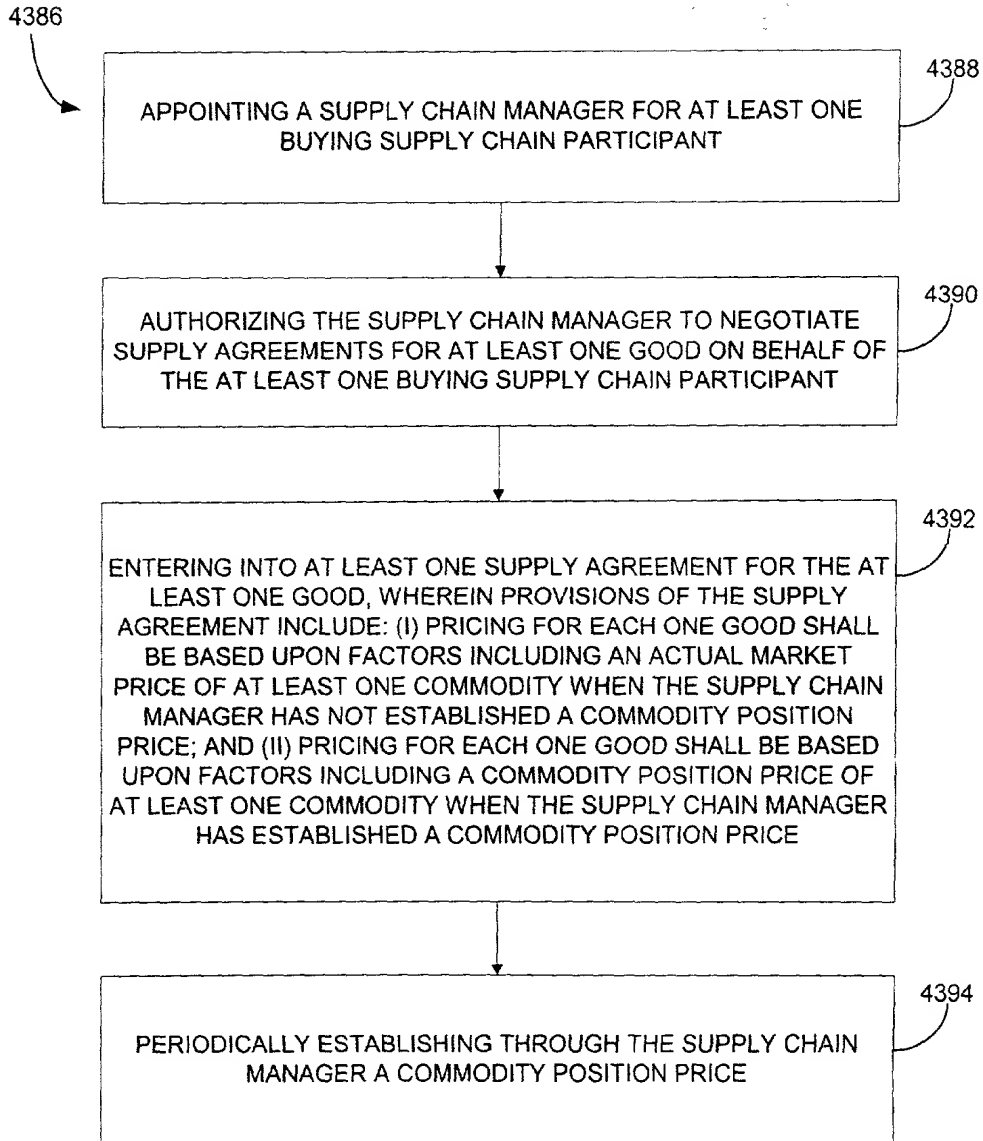 4386
4388
APPOINTING A SUPPLY CHAIN MANAGER FOR AT LEAST ONE
BUYING SUPPLY CHAIN PARTICIPANT
4390
AUTHORIZING THE SUPPLY CHAIN MANAGER TO NEGOTIATE
SUPPLY AGREEMENTS FOR AT LEAST ONE GOOD ON BEHALF OF
THE AT LEAST ONE BUYING SUPPLY CHAIN PARTICIPANT
4392
ENTERING INTO AT LEAST ONE SUPPLY AGREEMENT FOR THE AT
LEAST ONE GOOD, WHEREIN PROVISIONS OF THE SUPPLY
AGREEMENT INCLUDE: (I) PRICING FOR EACH ONE GOOD SHALL
BE BASED UPON FACTORS INCLUDING AN ACTUAL MARKET
PRICE OF AT LEAST ONE COMMODITY WHEN THE SUPPLY CHAIN
MANAGER HAS NOT ESTABLISHED A COMMODITY POSITION
PRICE; AND (II) PRICING FOR EACH ONE GOOD SHALL BE BASED
UPON FACTORS INCLUDING A COMMODITY POSITION PRICE OF
AT LEAST ONE COMMODITY WHEN THE SUPPLY CHAIN MANAGER
HAS ESTABLISHED A COMMODITY POSITION PRICE
4394
PERIODICALLY ESTABLISHING THROUGH THE SUPPLY CHAIN
MANAGER A COMMODITY POSITION PRICE